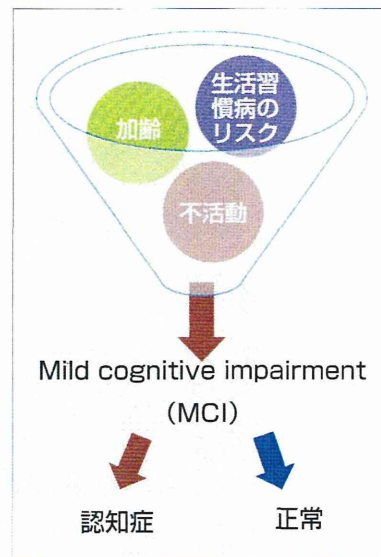 生活習
慣病の
リスク
加齢
不活動
Mild cognitive impairment
(MCI)
認知症
正常